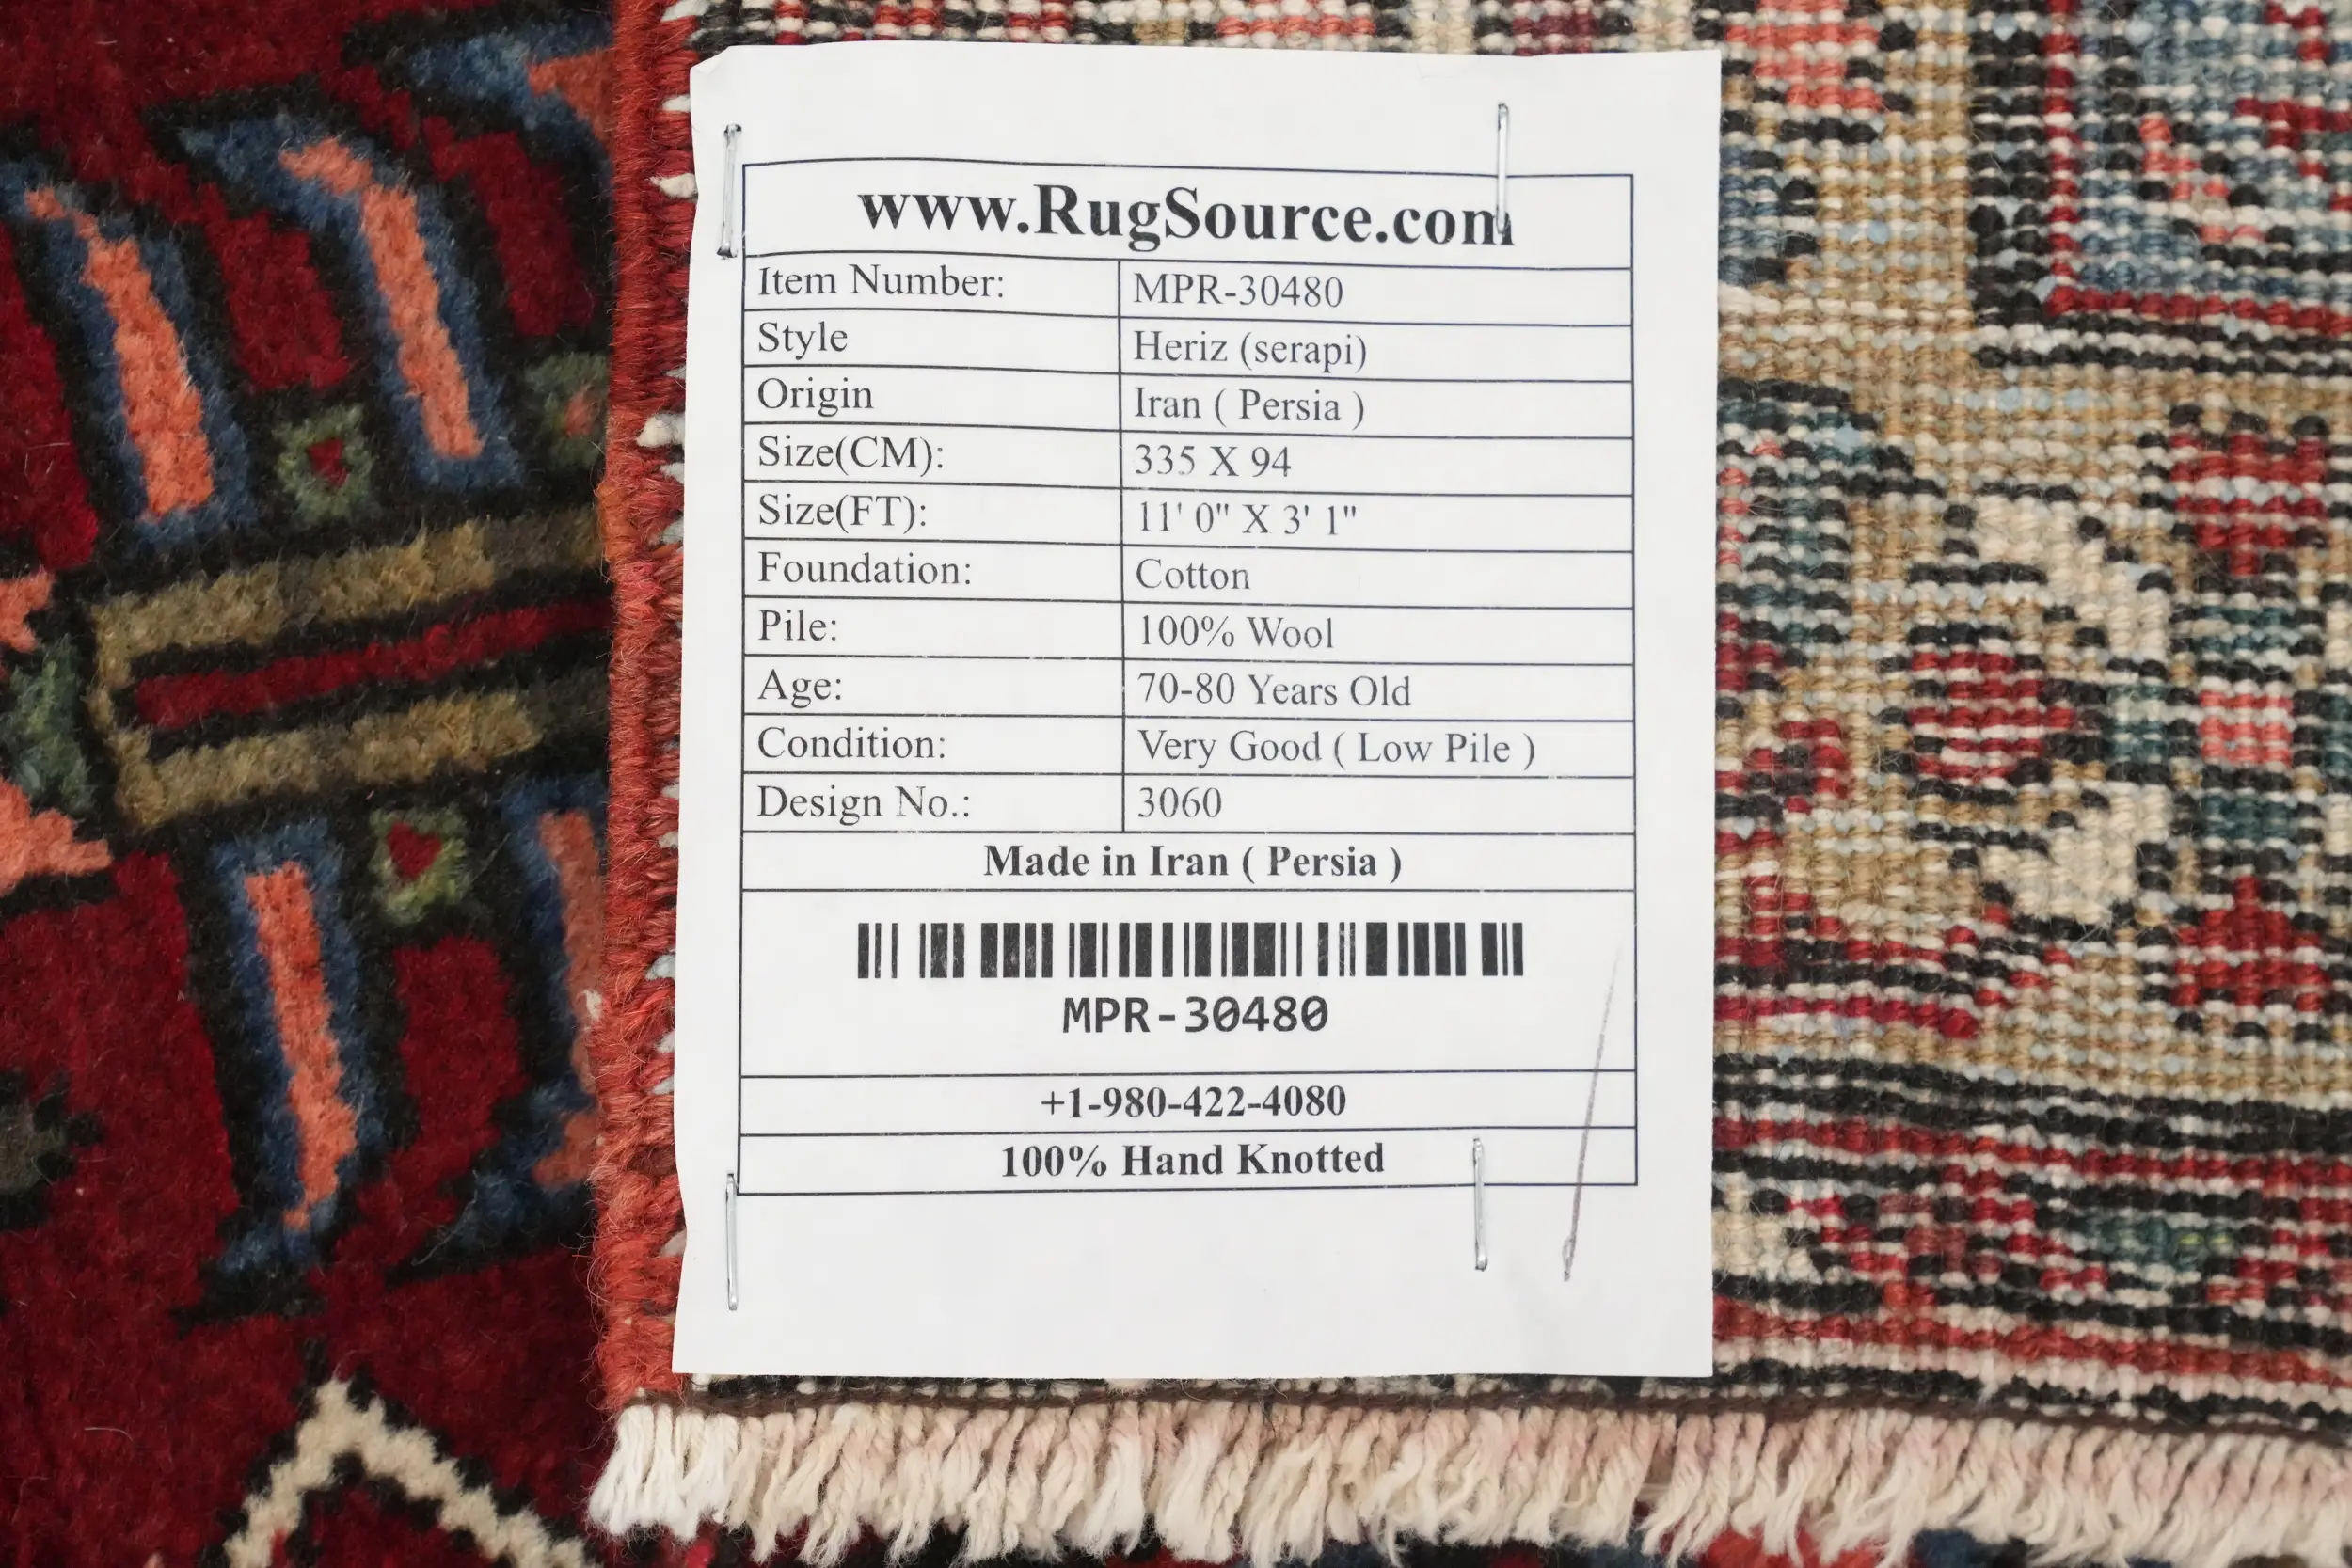 www.RugSource.com
Item Number: MPR-30480
Style Heriz (serapi)
Origin Iran ( Persia )
Size(CM): 335 X 94
Size(FT): 11' 0" X 3' 1"
Foundation: Cotton
Pile: 100% Wool
Age: 70-80 Years Old
Condition: Very Good ( Low Pile )
Design No.: 3060
Made in Iran ( Persia )
MPR-30480
+1-980-422-4080
100% Hand Knotted